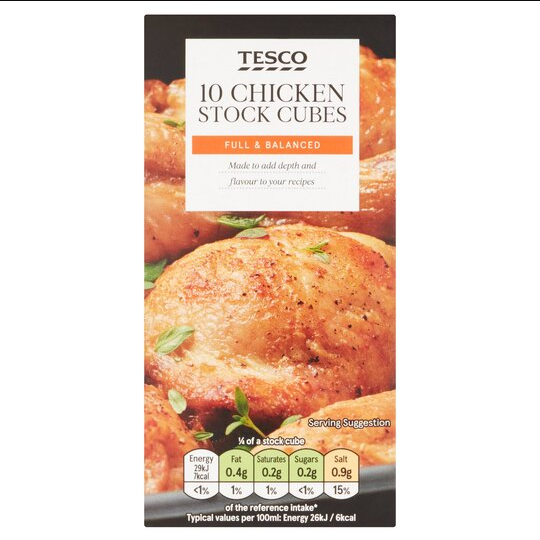 TESCO
10 CHICKEN
STOCK CUBES
FULL & BALANCED
Made to add depth and
flavour to your recipes
Serving Suggestion
¼ of a stock cube
Energy Fat Saturates Sugars Salt
29kJ
7kcal 0.4g 0.2g 0.2g 0.9g
<1% 1% 1% <1% 15%
of the reference intake*
Typical values per 100ml: Energy 26kJ / 6kcal